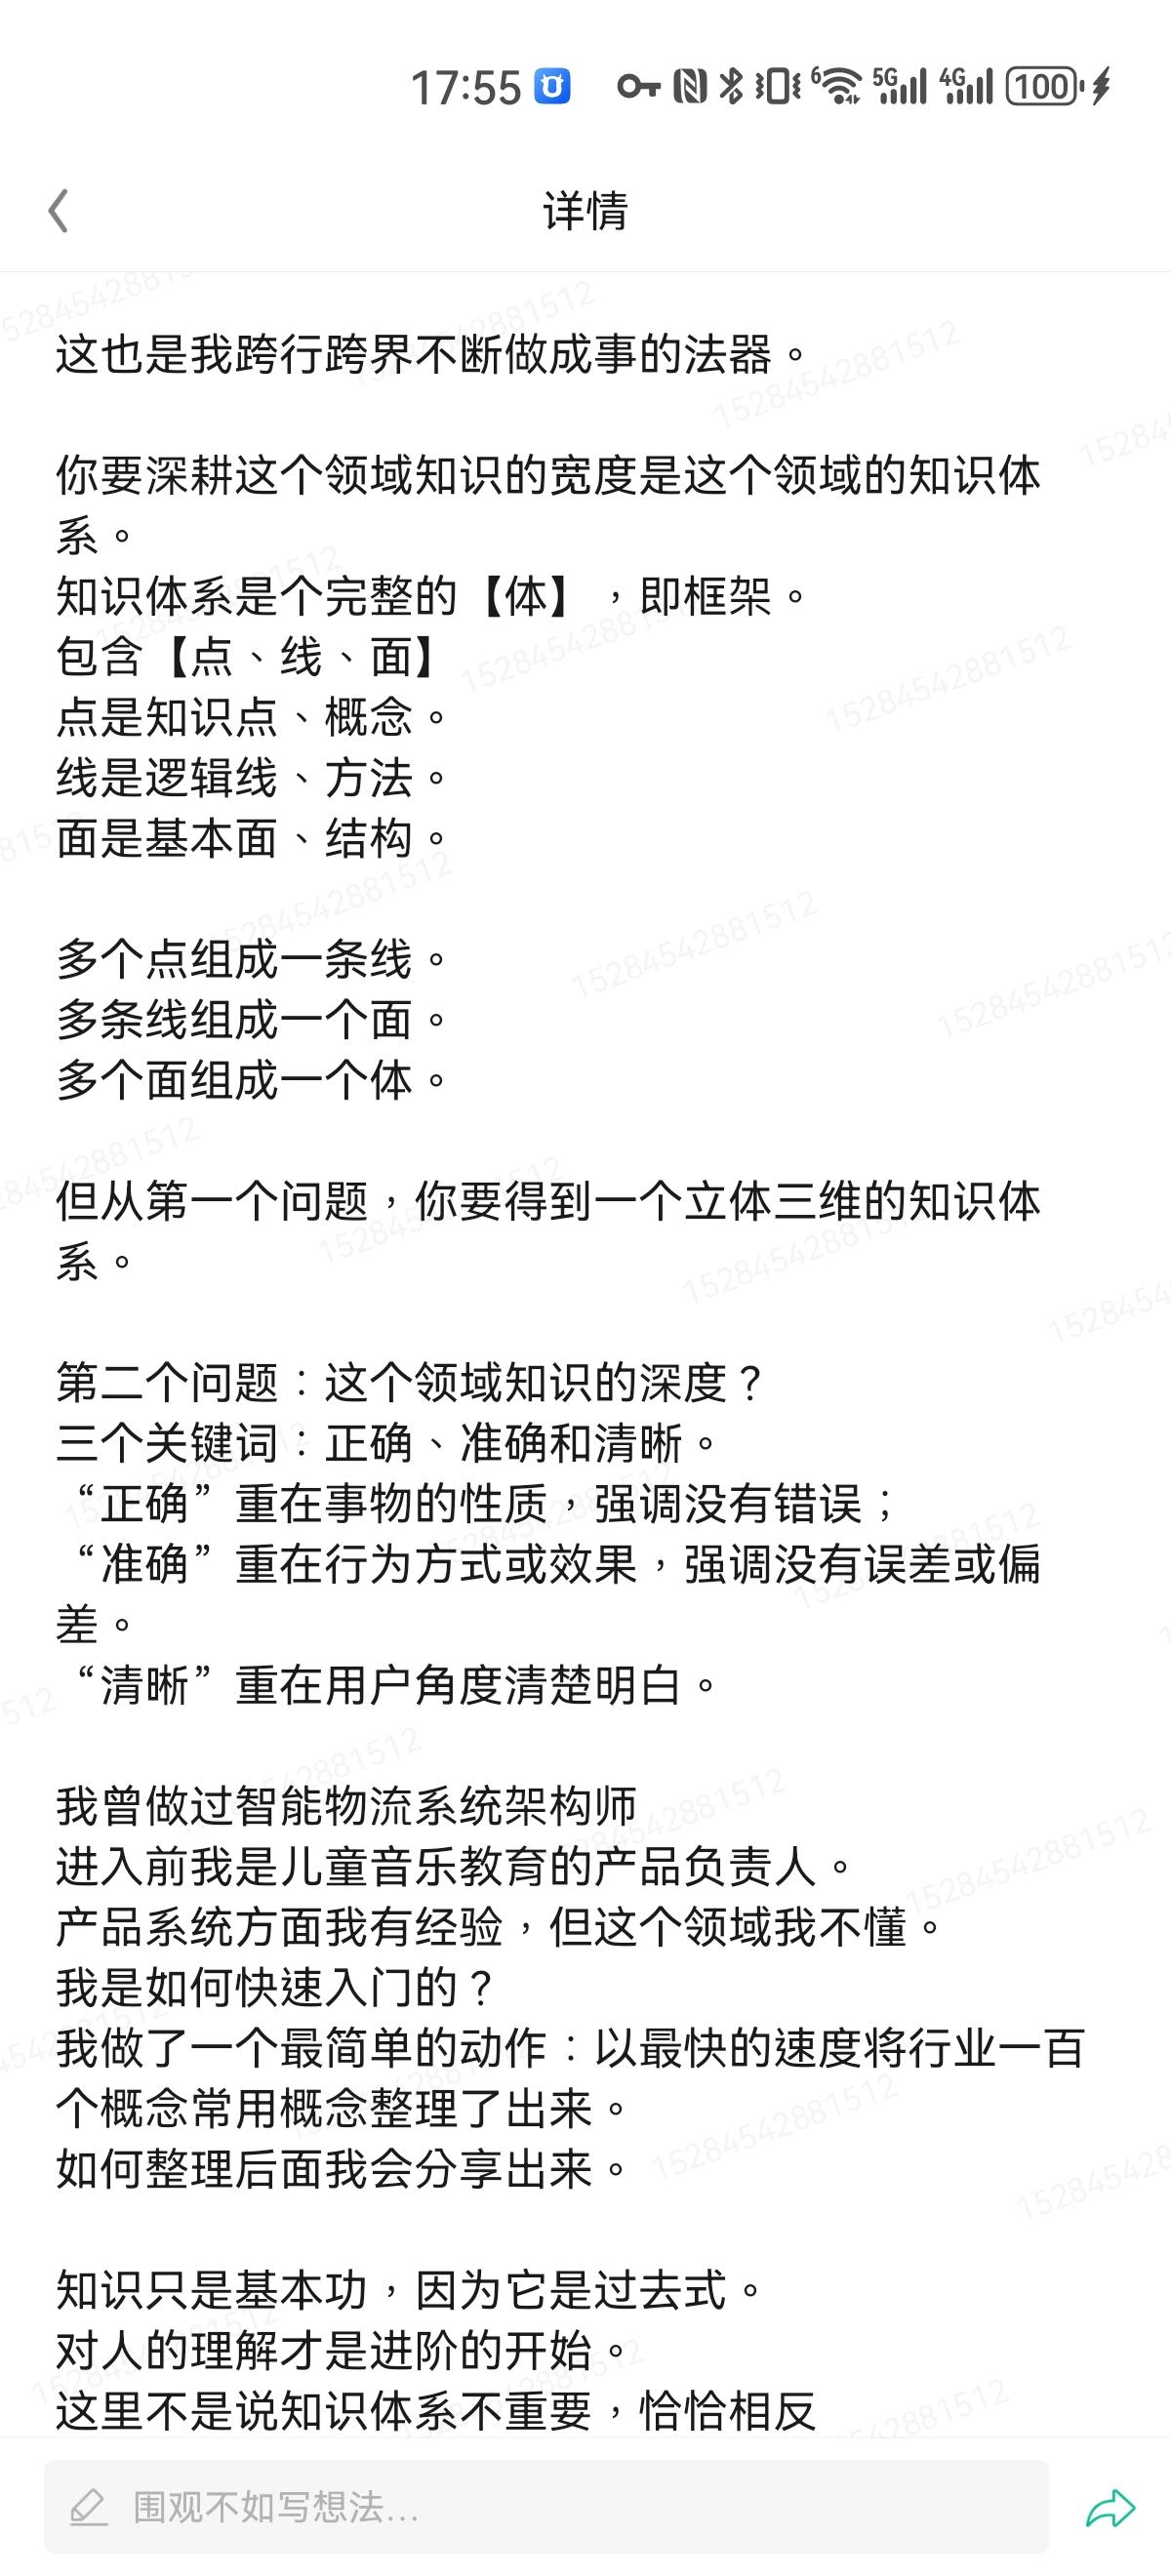 17:55
6 5G 4G 100
详情
这也是我跨行跨界不断做成事的法器。
你要深耕这个领域知识的宽度是这个领域的知识体
系。
知识体系是个完整的【体】，即框架。
包含【点、线、面】
点是知识点、概念。
线是逻辑线、方法。
面是基本面、结构。
多个点组成一条线。
多条线组成一个面。
多个面组成一个体。
但从第一个问题，你要得到一个立体三维的知识体
系。
第二个问题：这个领域知识的深度？
三个关键词：正确、准确和清晰。
“正确”重在事物的性质，强调没有错误；
“准确”重在行为方式或效果，强调没有误差或偏
差。
“清晰”重在用户角度清楚明白。
我曾做过智能物流系统架构师
进入前我是儿童音乐教育的产品负责人。
产品系统方面我有经验，但这个领域我不懂。
我是如何快速入门的？
我做了一个最简单的动作：以最快的速度将行业一百
个概念常用概念整理了出来。
如何整理后面我会分享出来。
知识只是基本功，因为它是过去式。
对人的理解才是进阶的开始。
这里不是说知识体系不重要，恰恰相反
围观不如写想法...
15284542881512